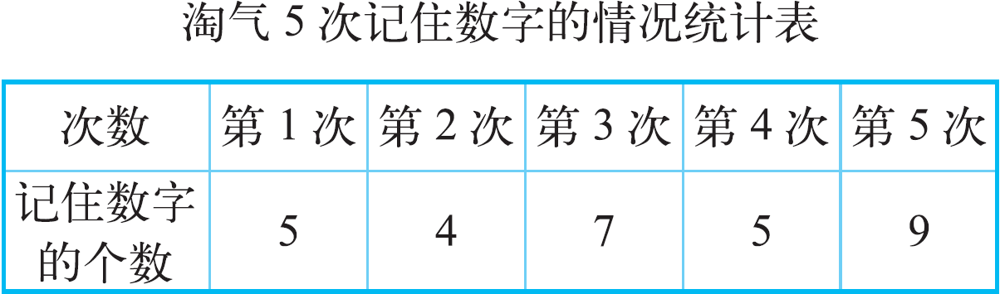 淘气 5 次记住数字的情况统计表
次数 第 1 次 第 2 次 第 3 次 第 4 次 第 5 次
记住数字
的个数 5 4 7 5 9